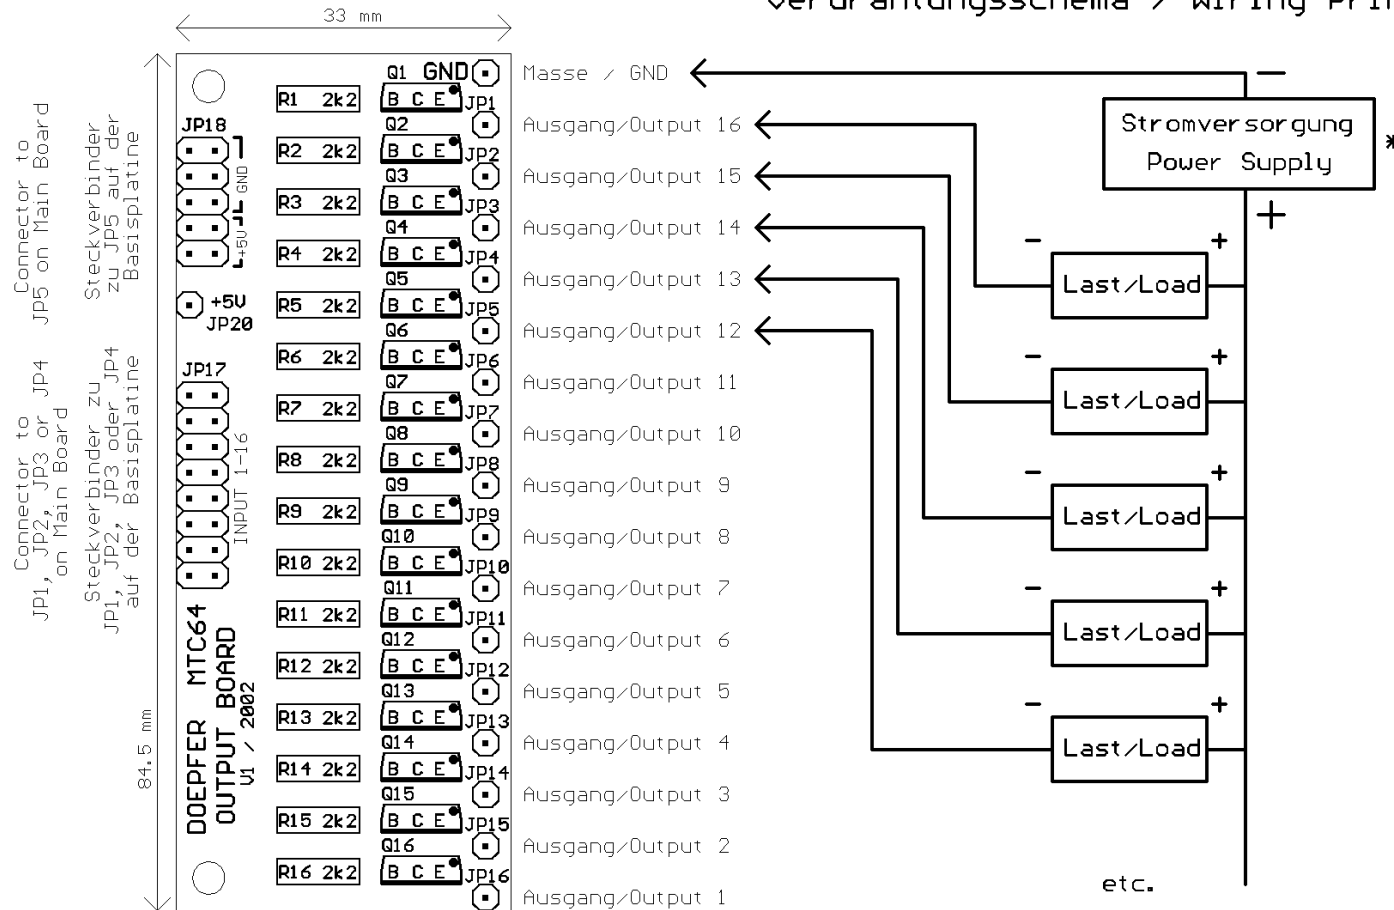 Verdrahtungsschema / Wiring
33 mm
84.5 mm
Connector to
JP5 on Main Board
Steckverbinder
zu JP5 auf der
Basisplatine
Connector to
JP1, JP2, JP3 or JP4
on Main Board
Steckverbinder zu
JP1, JP2, JP3 oder JP4
auf der Basisplatine
JP18
GND
+5V
+5V
JP20
JP17
INPUT 1-16
DOEPFER MTC64
OUTPUT BOARD
V1 / 2002
GND Masse / GND
Q1 R1 2k2 B C E JP1 Ausgang/Output 16
Q2 R2 2k2 B C E JP2 Ausgang/Output 15
Q3 R3 2k2 B C E JP3 Ausgang/Output 14
Q4 R4 2k2 B C E JP4 Ausgang/Output 13
Q5 R5 2k2 B C E JP5 Ausgang/Output 12
Q6 R6 2k2 B C E JP6 Ausgang/Output 11
Q7 R7 2k2 B C E JP7 Ausgang/Output 10
Q8 R8 2k2 B C E JP8 Ausgang/Output 9
Q9 R9 2k2 B C E JP9 Ausgang/Output 8
Q10 R10 2k2 B C E JP10 Ausgang/Output 7
Q11 R11 2k2 B C E JP11 Ausgang/Output 6
Q12 R12 2k2 B C E JP12 Ausgang/Output 5
Q13 R13 2k2 B C E JP13 Ausgang/Output 4
Q14 R14 2k2 B C E JP14 Ausgang/Output 3
Q15 R15 2k2 B C E JP15 Ausgang/Output 2
Q16 R16 2k2 B C E JP16 Ausgang/Output 1
-
Stromversorgung
Power Supply *
+
- Last/Load +
- Last/Load +
- Last/Load +
- Last/Load +
- Last/Load +
etc.